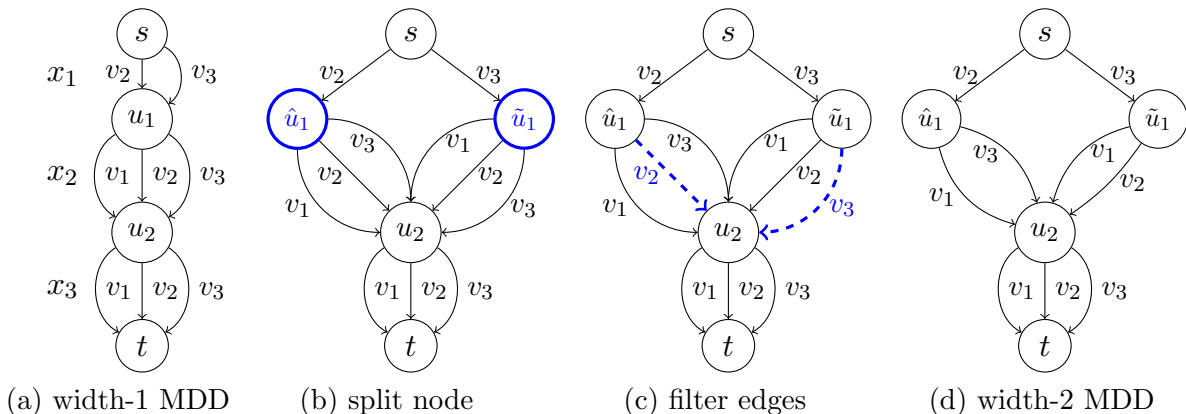 s s s s
x₁ v₂ v₃ v₂ v₃ v₂ v₃ v₂ v₃
u₁ û₁ ũ₁ û₁ ũ₁ û₁ ũ₁
x₂ v₁ v₂ v₃ v₁ v₂ v₃ v₁ v₂ v₃ v₁ v₂ v₃ v₁ v₂ v₃ v₁ v₃ v₁ v₂
u₂ u₂ u₂ u₂
x₃ v₁ v₂ v₃ v₁ v₂ v₃ v₁ v₂ v₃ v₁ v₂ v₃
t t t t
(a) width-1 MDD (b) split node (c) filter edges (d) width-2 MDD